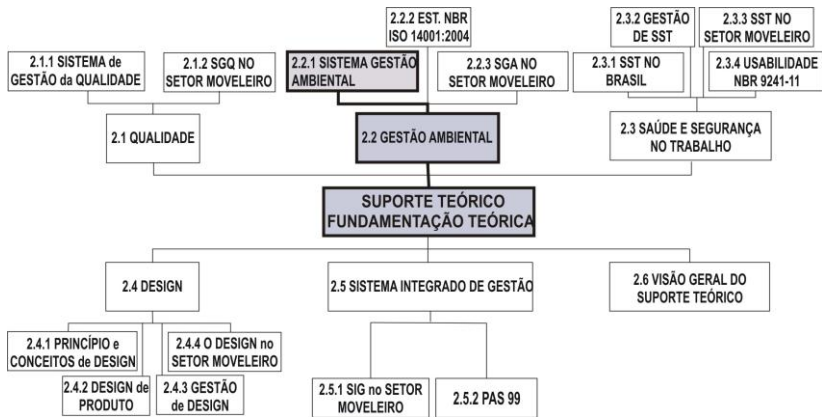 2.2.2 EST. NBR
ISO 14001:2004
2.3.2 GESTÃO
DE SST
2.3.3 SST NO
SETOR MOVELEIRO
2.1.1 SISTEMA de
GESTÃO da QUALIDADE
2.1.2 SGQ NO
SETOR MOVELEIRO
2.2.1 SISTEMA GESTÃO
AMBIENTAL
2.2.3 SGA NO
SETOR MOVELEIRO
2.3.1 SST NO
BRASIL
2.3.4 USABILIDADE
NBR 9241-11
2.1 QUALIDADE
2.2 GESTÃO AMBIENTAL
2.3 SAÚDE E SEGURANÇA
NO TRABALHO
SUPORTE TEÓRICO
FUNDAMENTAÇÃO TEÓRICA
2.4 DESIGN
2.5 SISTEMA INTEGRADO DE GESTÃO
2.6 VISÃO GERAL DO
SUPORTE TEÓRICO
2.4.1 PRINCÍPIO e
CONCEITOS de DESIGN
2.4.4 O DESIGN no
SETOR MOVELEIRO
2.4.2 DESIGN de
PRODUTO
2.4.3 GESTÃO
de DESIGN
2.5.1 SIG no SETOR
MOVELEIRO
2.5.2 PAS 99